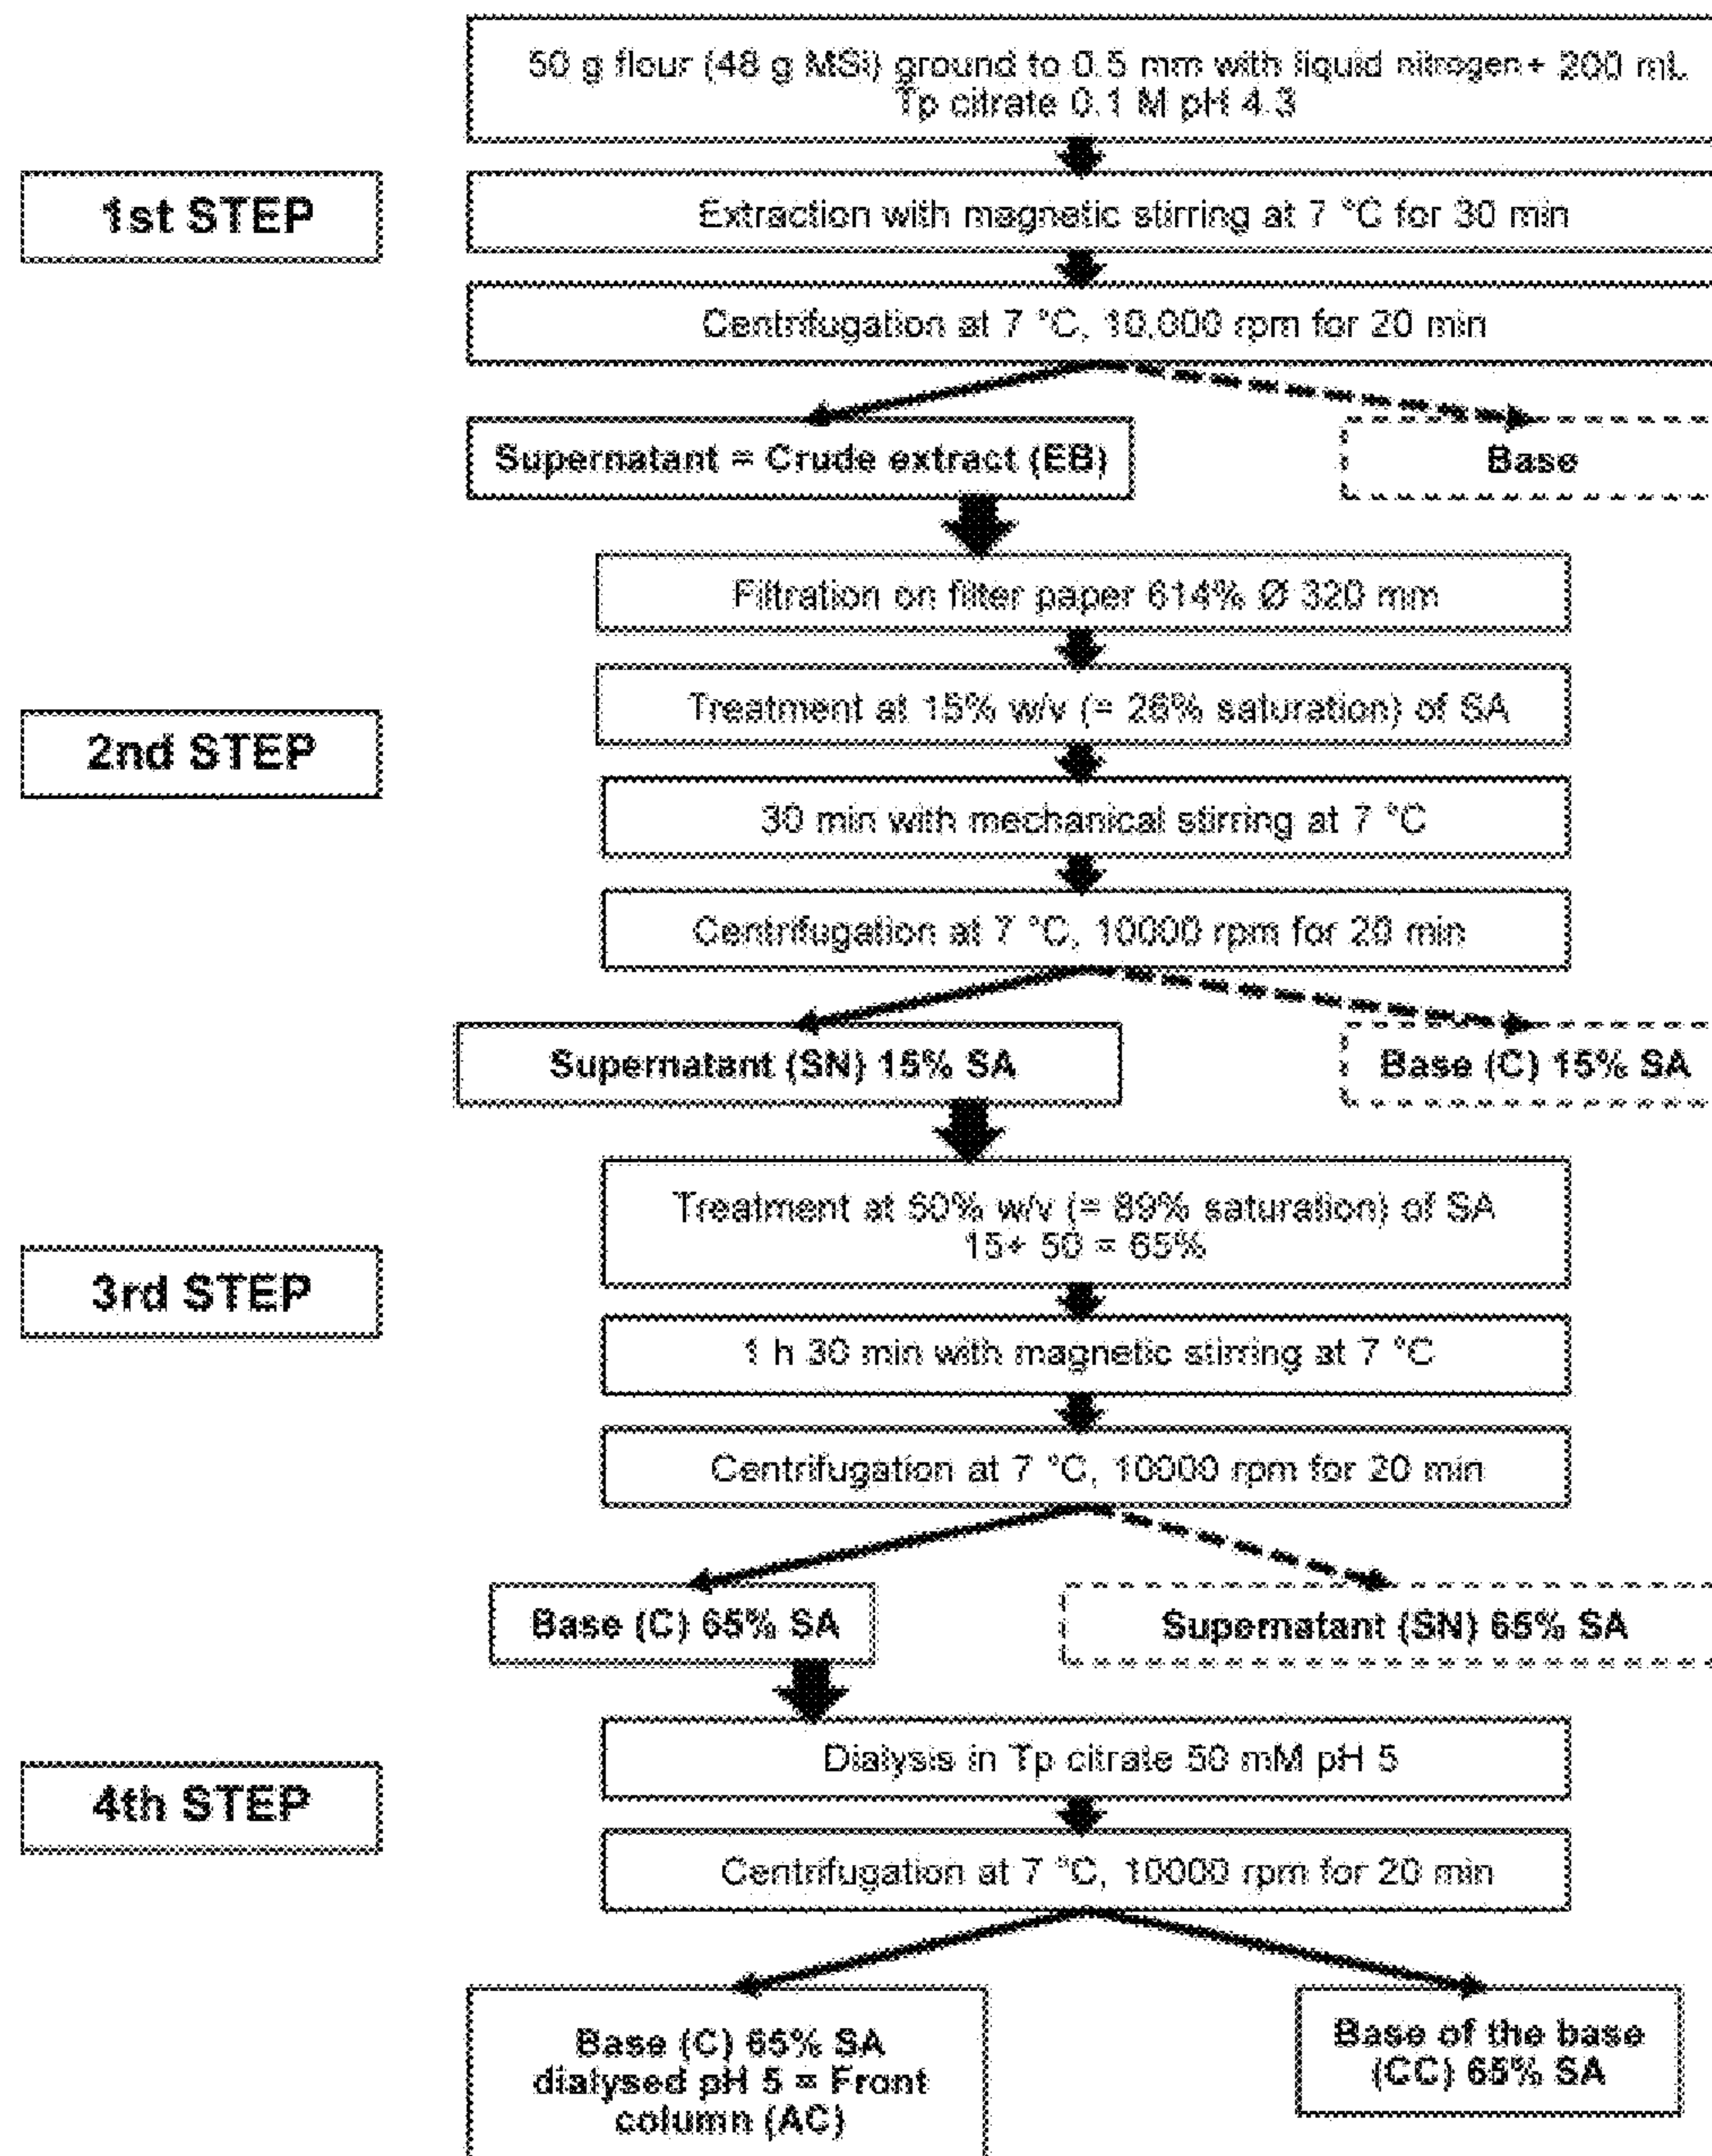 50 g flour (48 g MSi) ground to 0.5 mm with liquid nitrogen+ 200 mL
Tp citrate 0.1 M pH 4.3
1st STEP
Extraction with magnetic stirring at 7 °C for 30 min
Centrifugation at 7 °C, 10,000 rpm for 20 min
Supernatant = Crude extract (EB)
Base
Filtration on filter paper 614% Ø 320 mm
Treatment at 15% w/v (= 26% saturation) of SA
2nd STEP
30 min with mechanical stirring at 7 °C
Centrifugation at 7 °C, 10000 rpm for 20 min
Supernatant (SN) 15% SA
Base (C) 15% SA
Treatment at 50% w/v (= 89% saturation) of SA
15+ 50 = 65%
3rd STEP
1 h 30 min with magnetic stirring at 7 °C
Centrifugation at 7 °C, 10000 rpm for 20 min
Base (C) 65% SA
Supernatant (SN) 65% SA
Dialysis in Tp citrate 50 mM pH 5
4th STEP
Centrifugation at 7 °C, 10000 rpm for 20 min
Base (C) 65% SA
dialysed pH 5 = Front
column (AC)
Base of the base
(CC) 65% SA